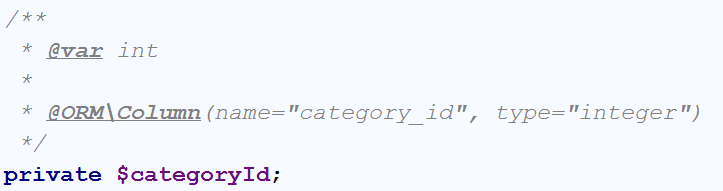 /**
 * @var int
 *
 * @ORM\Column(name="category_id", type="integer")
 */
private $categoryId;